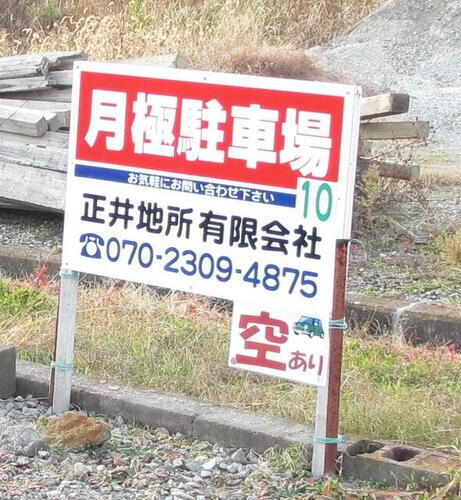 月極駐車場
お気軽にお問い合わせ下さい
10
正井地所有限会社
☎070-2309-4875
空あり